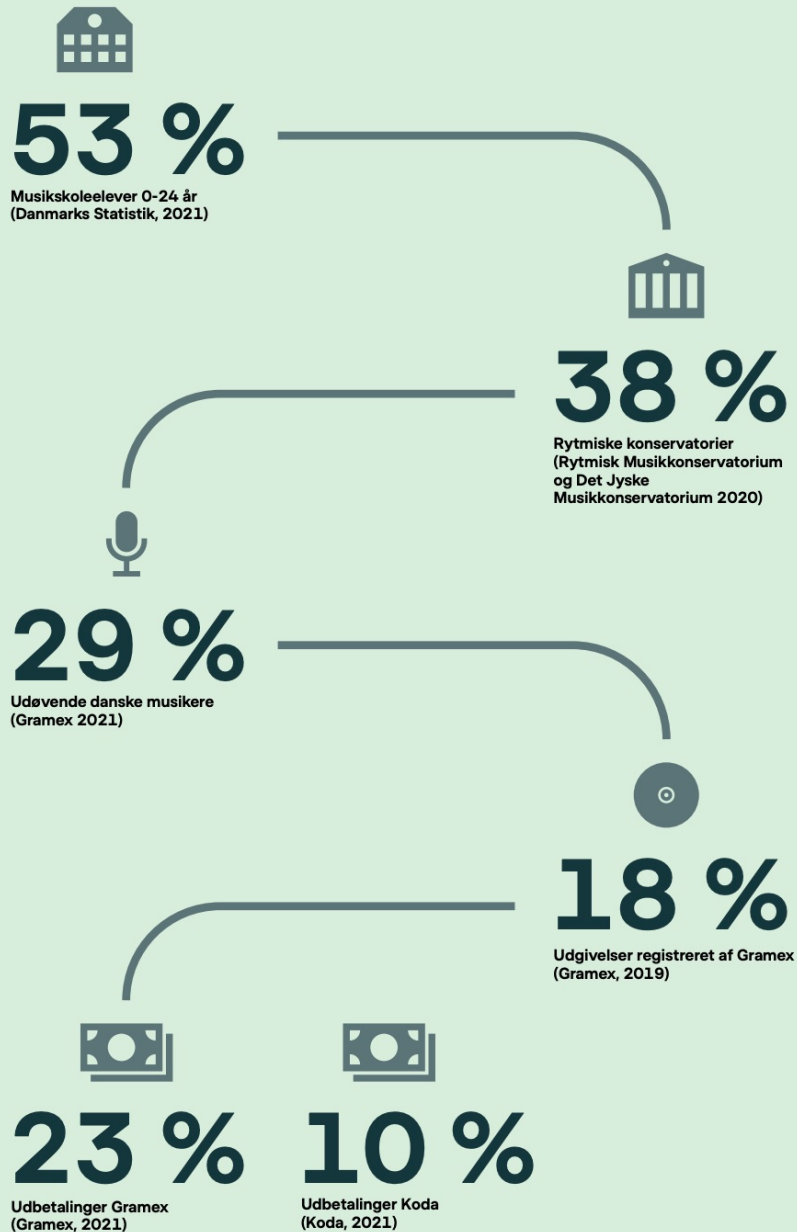 53 %
Musikskoleelever 0-24 år
(Danmarks Statistik, 2021)
38 %
Rytmiske konservatorier
(Rytmisk Musikkonservatorium
og Det Jyske
Musikkonservatorium 2020)
29 %
Udøvende danske musikere
(Gramex 2021)
18 %
Udgivelser registreret af Gramex
(Gramex, 2019)
23 %
Udbetalinger Gramex
(Gramex, 2021)
10 %
Udbetalinger Koda
(Koda, 2021)